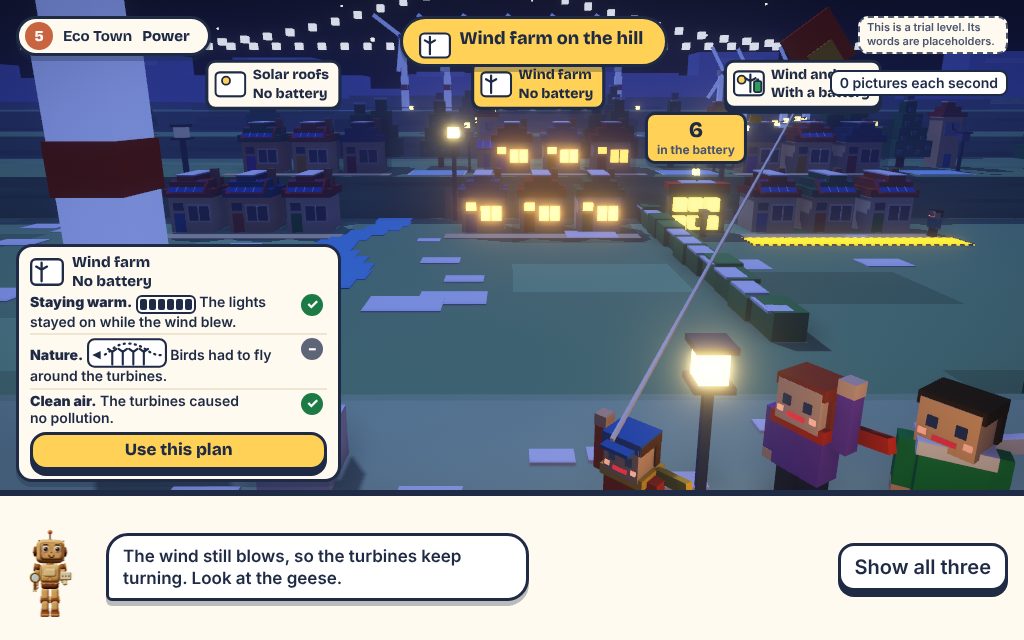 5 Eco Town Power
Wind farm on the hill
This is a trial level. Its
words are placeholders.
Solar roofs
No battery
Wind farm
No battery
Wind and
With a battery
0 pictures each second
6
in the battery
Wind farm
No battery
Staying warm. The lights
stayed on while the wind blew.
Nature. Birds had to fly
around the turbines.
Clean air. The turbines caused
no pollution.
Use this plan
The wind still blows, so the turbines keep
turning. Look at the geese.
Show all three